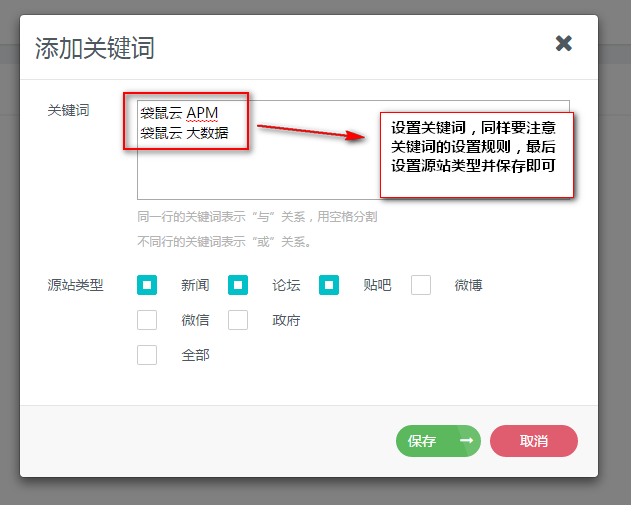 添加关键词
关键词
袋鼠云 APM
袋鼠云 大数据
设置关键词，同样要注意
关键词的设置规则，最后
设置源站类型并保存即可
同一行的关键词表示“与”关系，用空格分割
不同行的关键词表示“或”关系。
源站类型 新闻 论坛 贴吧 微博
微信 政府
全部
保存 取消